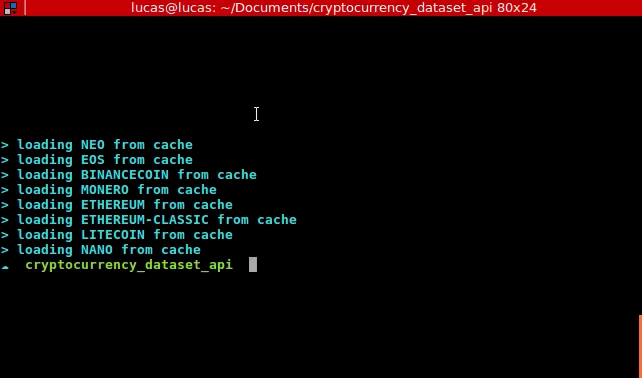 lucas@lucas: ~/Documents/cryptocurrency_dataset_api 80x24
> loading NEO from cache
> loading EOS from cache
> loading BINANCECOIN from cache
> loading MONERO from cache
> loading ETHEREUM from cache
> loading ETHEREUM-CLASSIC from cache
> loading LITECOIN from cache
> loading NANO from cache
☁ cryptocurrency_dataset_api